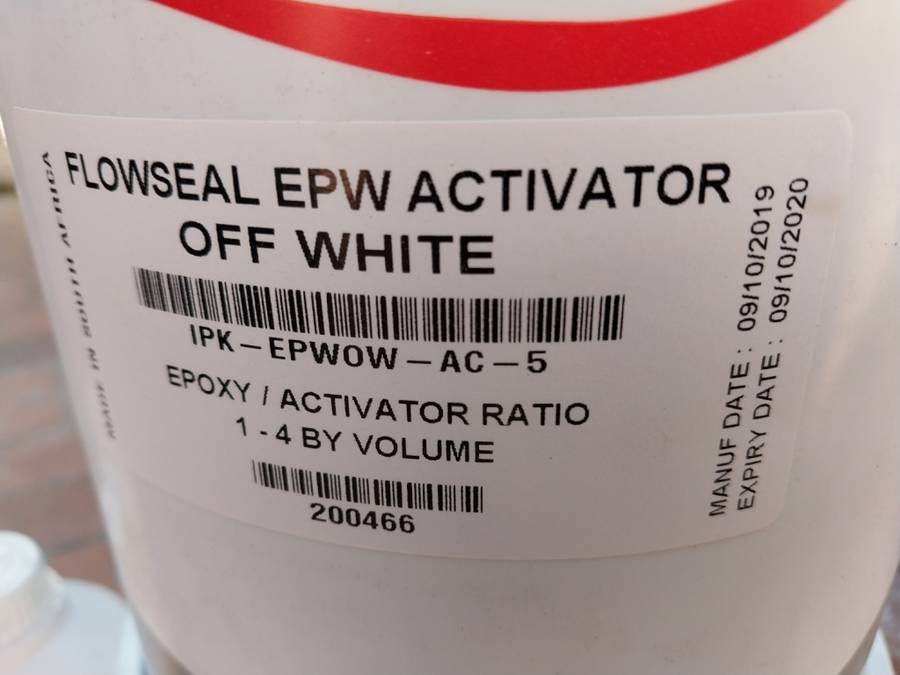 FLOWSEAL EPW ACTIVATOR
OFF WHITE
IPK-EPWOW-AC-5
EPOXY / ACTIVATOR RATIO
1 - 4 BY VOLUME
200466
MADE IN SOUTH AFRICA
MANUF DATE : 09/10/2019
EXPIRY DATE : 09/10/2020